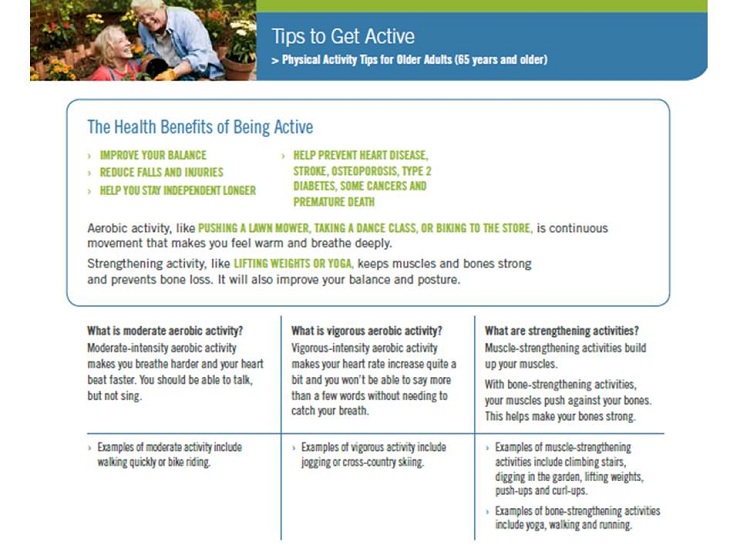 Tips to Get Active
> Physical Activity Tips for Older Adults (65 years and older)
The Health Benefits of Being Active
› IMPROVE YOUR BALANCE
› REDUCE FALLS AND INJURIES
› HELP YOU STAY INDEPENDENT LONGER
› HELP PREVENT HEART DISEASE,
STROKE, OSTEOPOROSIS, TYPE 2
DIABETES, SOME CANCERS AND
PREMATURE DEATH
Aerobic activity, like PUSHING A LAWN MOWER, TAKING A DANCE CLASS, OR BIKING TO THE STORE, is continuous
movement that makes you feel warm and breathe deeply.
Strengthening activity, like LIFTING WEIGHTS OR YOGA, keeps muscles and bones strong
and prevents bone loss. It will also improve your balance and posture.
What is moderate aerobic activity?
Moderate-intensity aerobic activity
makes you breathe harder and your heart
beat faster. You should be able to talk,
but not sing.
› Examples of moderate activity include
walking quickly or bike riding.
What is vigorous aerobic activity?
Vigorous-intensity aerobic activity
makes your heart rate increase quite a
bit and you won't be able to say more
than a few words without needing to
catch your breath.
› Examples of vigorous activity include
jogging or cross-country skiing.
What are strengthening activities?
Muscle-strengthening activities build
up your muscles.
With bone-strengthening activities,
your muscles push against your bones.
This helps make your bones strong.
› Examples of muscle-strengthening
activities include climbing stairs,
digging in the garden, lifting weights,
push-ups and curl-ups.
› Examples of bone-strengthening activities
include yoga, walking and running.